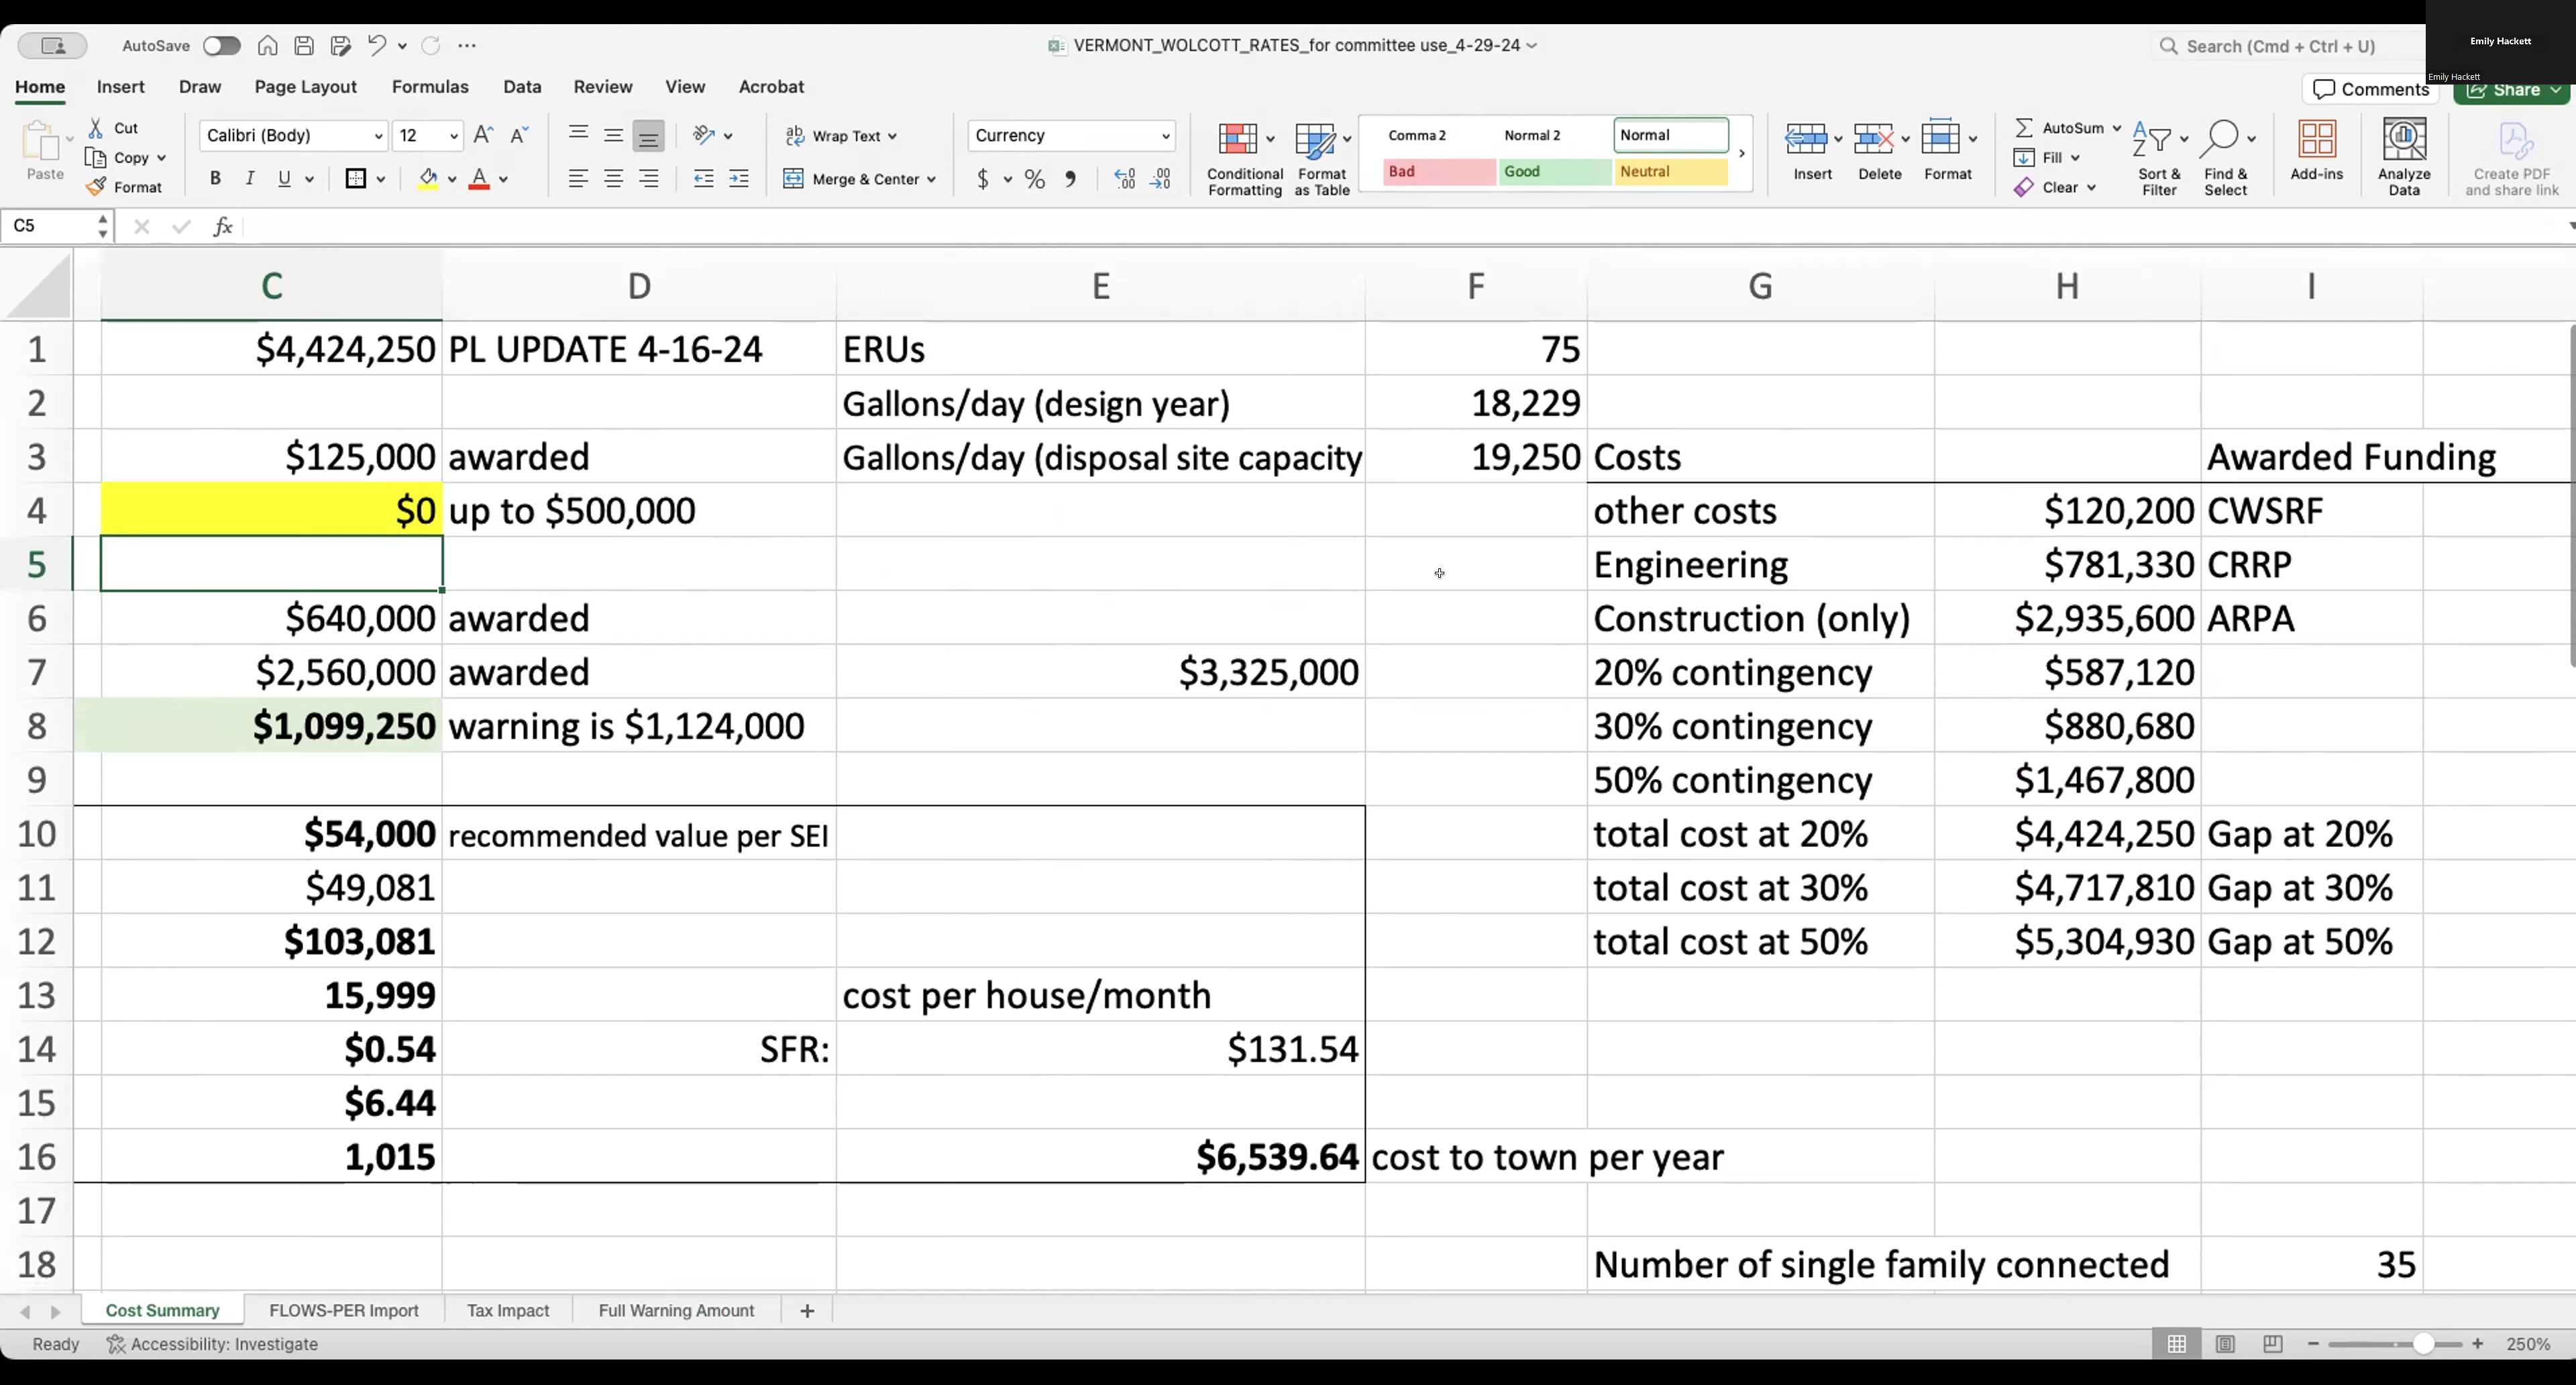 AutoSave
VERMONT_WOLCOTT_RATES_for committee use_4-29-24
Search (Cmd + Ctrl + U)
Emily Hackett
Emily Hackett
Home Insert Draw Page Layout Formulas Data Review View Acrobat
Comments
Share
Paste
Cut
Copy
Format
Calibri (Body) 12
B I U
Wrap Text
Merge & Center
Currency
$ % 
Conditional Formatting
Format as Table
Comma 2 Normal 2 Normal
Bad Good Neutral
Insert Delete Format
AutoSum
Fill
Clear
Sort & Filter
Find & Select
Add-ins
Analyze Data
Create PDF and share link
C5 fx
C D E F G H I
1 $4,424,250 PL UPDATE 4-16-24 ERUs 75
2 Gallons/day (design year) 18,229
3 $125,000 awarded Gallons/day (disposal site capacity 19,250 Costs Awarded Funding
4 $0 up to $500,000 other costs $120,200 CWSRF
5 Engineering $781,330 CRRP
6 $640,000 awarded Construction (only) $2,935,600 ARPA
7 $2,560,000 awarded $3,325,000 20% contingency $587,120
8 $1,099,250 warning is $1,124,000 30% contingency $880,680
9 50% contingency $1,467,800
10 $54,000 recommended value per SEI total cost at 20% $4,424,250 Gap at 20%
11 $49,081 total cost at 30% $4,717,810 Gap at 30%
12 $103,081 total cost at 50% $5,304,930 Gap at 50%
13 15,999 cost per house/month
14 $0.54 SFR: $131.54
15 $6.44
16 1,015 $6,539.64 cost to town per year
17
18 Number of single family connected 35
Cost Summary FLOWS-PER Import Tax Impact Full Warning Amount +
Ready Accessibility: Investigate
250%